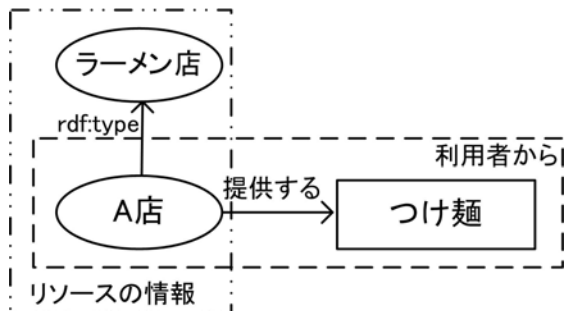 ラーメン店
rdf:type
利用者から
提供する
A店
つけ麺
リソースの情報